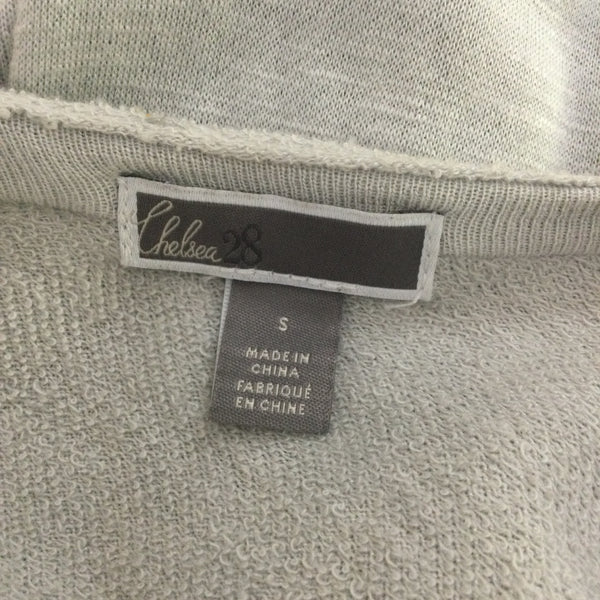 Chelsea28
S
MADE IN
CHINA
FABRIQUÉ
EN CHINE